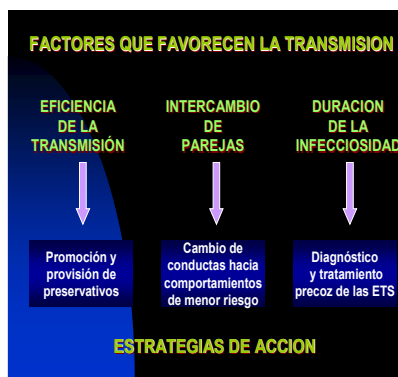 FACTORES QUE FAVORECEN LA TRANSMISION
EFICIENCIA
DE LA
TRANSMISIÓN
INTERCAMBIO
DE
PAREJAS
DURACION
DE LA
INFECCIOSIDAD
Promoción y
provisión de
preservativos
Cambio de
conductas hacia
comportamientos
de menor riesgo
Diagnóstico
y tratamiento
precoz de las ETS
ESTRATEGIAS DE ACCION